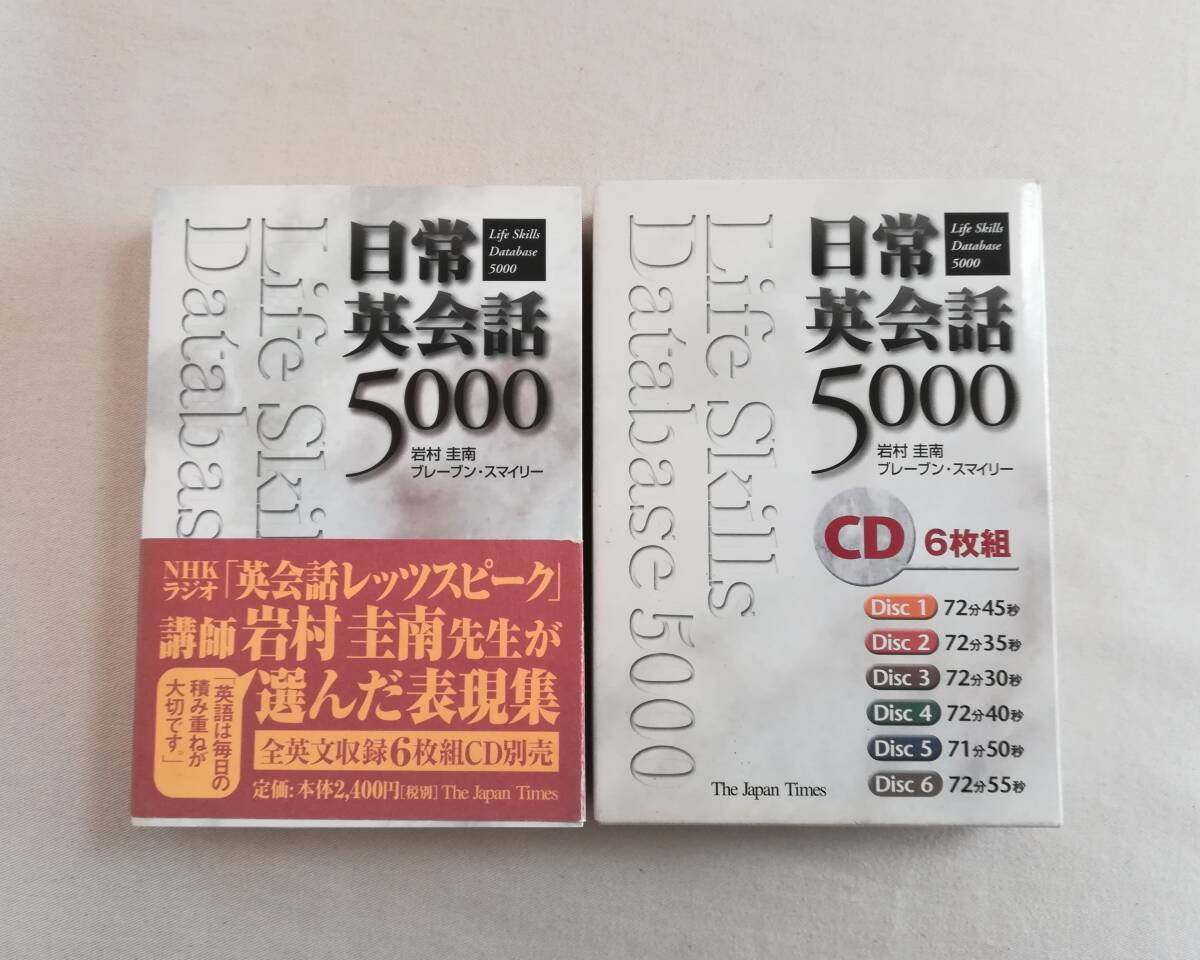 日常
英会話
5000
Life Skills
Database
5000
岩村 圭南
ブレーブン・スマイリー
Life Ski
Databas
NHK
ラジオ
「英会話レッツスピーク」
講師 岩村 圭南先生が
選んだ表現集
「英語は毎日の
積み重ねが
大切です。」
全英文収録6枚組CD別売
定価:本体2,400円[税別] The Japan Times
日常
英会話
5000
Life Skills
Database
5000
岩村 圭南
ブレーブン・スマイリー
Life Skills
Database 5000
CD 6枚組
Disc 1 72分45秒
Disc 2 72分35秒
Disc 3 72分30秒
Disc 4 72分40秒
Disc 5 71分50秒
Disc 6 72分55秒
The Japan Times